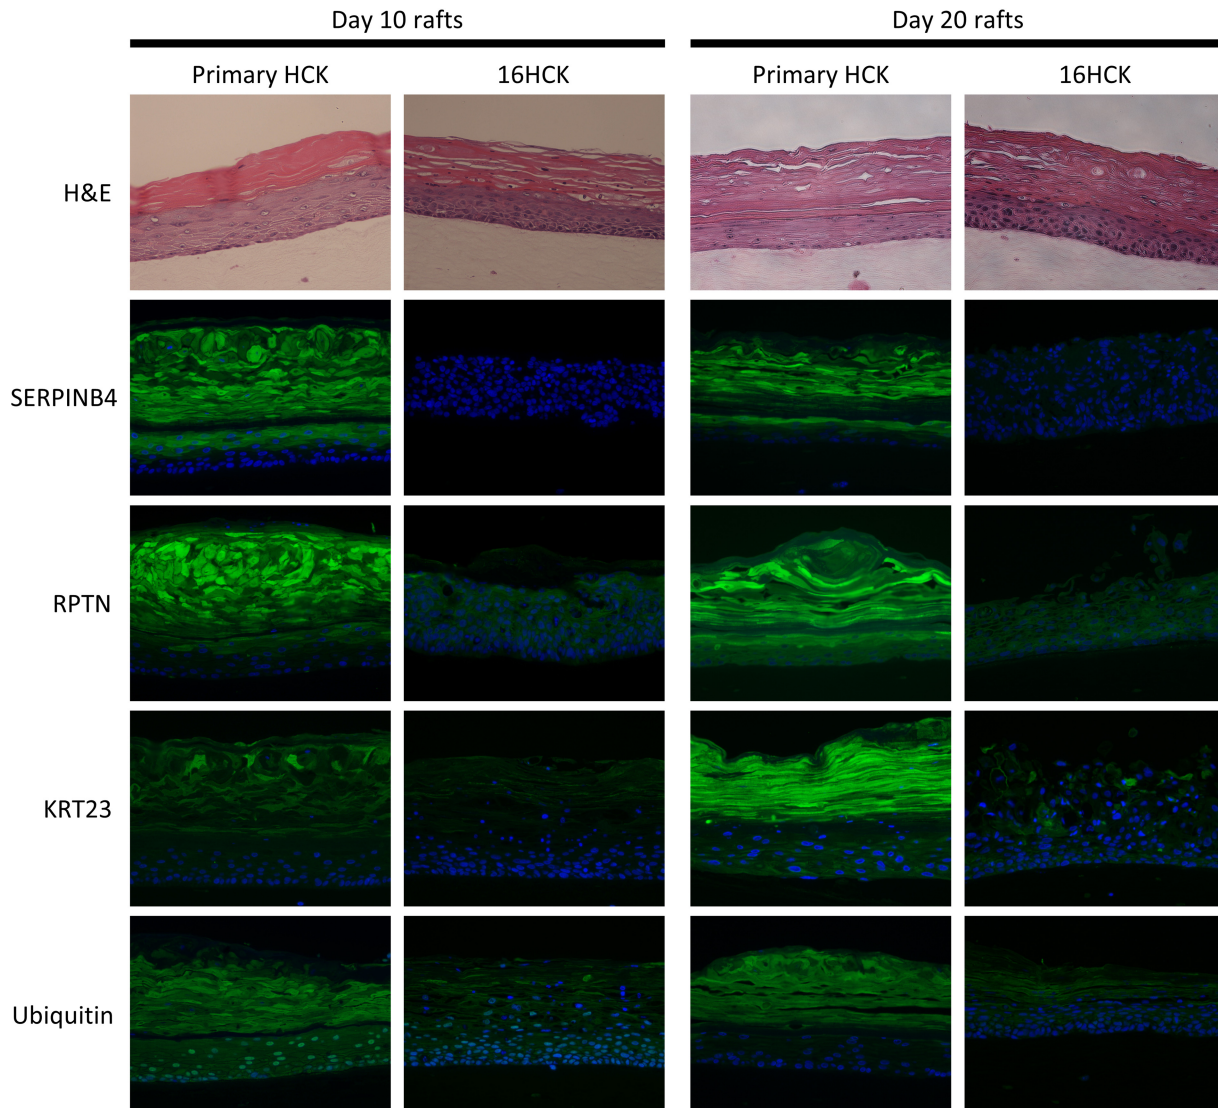 Day 10 rafts
Day 20 rafts
Primary HCK
16HCK
Primary HCK
16HCK
H&E
SERPINB4
RPTN
KRT23
Ubiquitin